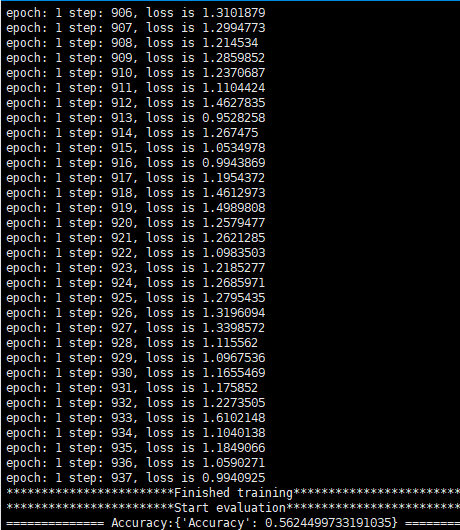 epoch: 1 step: 906, loss is 1.3101879
epoch: 1 step: 907, loss is 1.2994773
epoch: 1 step: 908, loss is 1.214534
epoch: 1 step: 909, loss is 1.2859852
epoch: 1 step: 910, loss is 1.2370687
epoch: 1 step: 911, loss is 1.1104424
epoch: 1 step: 912, loss is 1.4627835
epoch: 1 step: 913, loss is 0.9528258
epoch: 1 step: 914, loss is 1.267475
epoch: 1 step: 915, loss is 1.0534978
epoch: 1 step: 916, loss is 0.9943869
epoch: 1 step: 917, loss is 1.1954372
epoch: 1 step: 918, loss is 1.4612973
epoch: 1 step: 919, loss is 1.4989808
epoch: 1 step: 920, loss is 1.2579477
epoch: 1 step: 921, loss is 1.2621285
epoch: 1 step: 922, loss is 1.0983503
epoch: 1 step: 923, loss is 1.2185277
epoch: 1 step: 924, loss is 1.2685971
epoch: 1 step: 925, loss is 1.2795435
epoch: 1 step: 926, loss is 1.3196094
epoch: 1 step: 927, loss is 1.3398572
epoch: 1 step: 928, loss is 1.115562
epoch: 1 step: 929, loss is 1.0967536
epoch: 1 step: 930, loss is 1.1655469
epoch: 1 step: 931, loss is 1.175852
epoch: 1 step: 932, loss is 1.2273505
epoch: 1 step: 933, loss is 1.6102148
epoch: 1 step: 934, loss is 1.1040138
epoch: 1 step: 935, loss is 1.1849066
epoch: 1 step: 936, loss is 1.0590271
epoch: 1 step: 937, loss is 0.9940925
************************Finished training************************
************************Start evaluation************************
============== Accuracy:{'Accuracy': 0.5624499733191035} ========